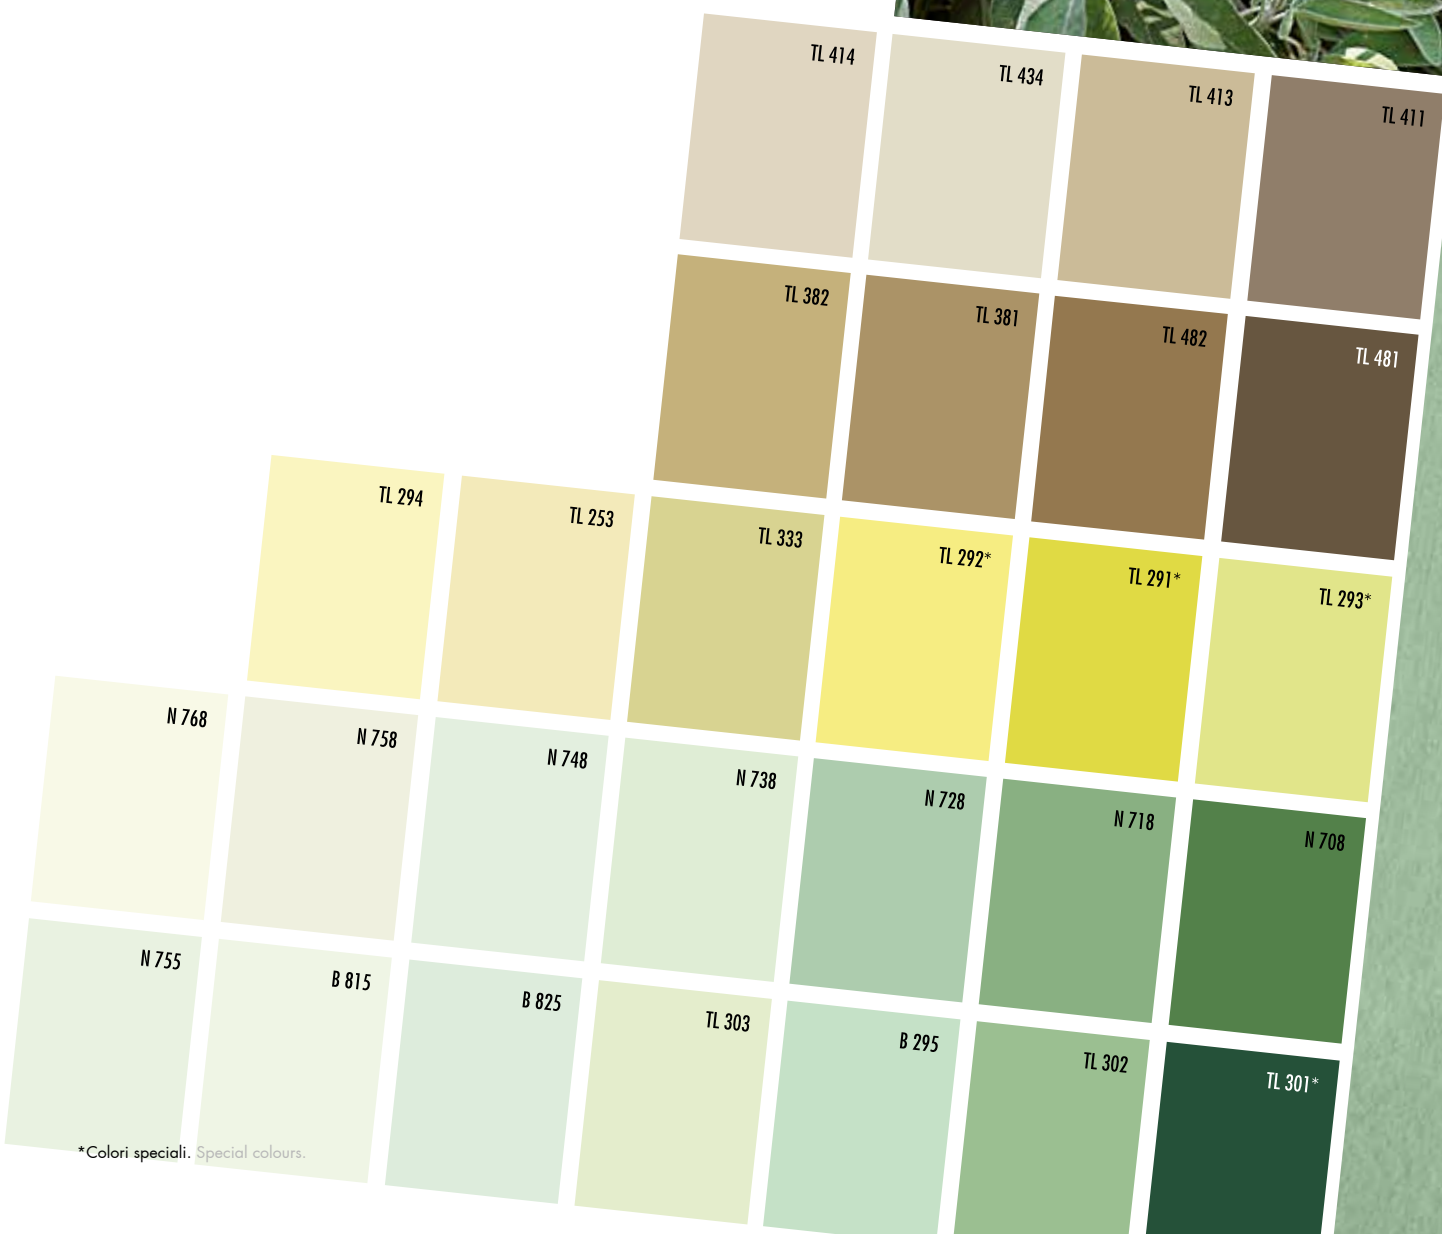 TL 414
TL 434
TL 413
TL 411
TL 382
TL 381
TL 482
TL 481
TL 294
TL 253
TL 333
TL 292*
TL 291*
TL 293*
N 768
N 758
N 748
N 738
N 728
N 718
N 708
N 755
B 815
B 825
TL 303
B 295
TL 302
TL 301*
*Colori speciali. Special colours.